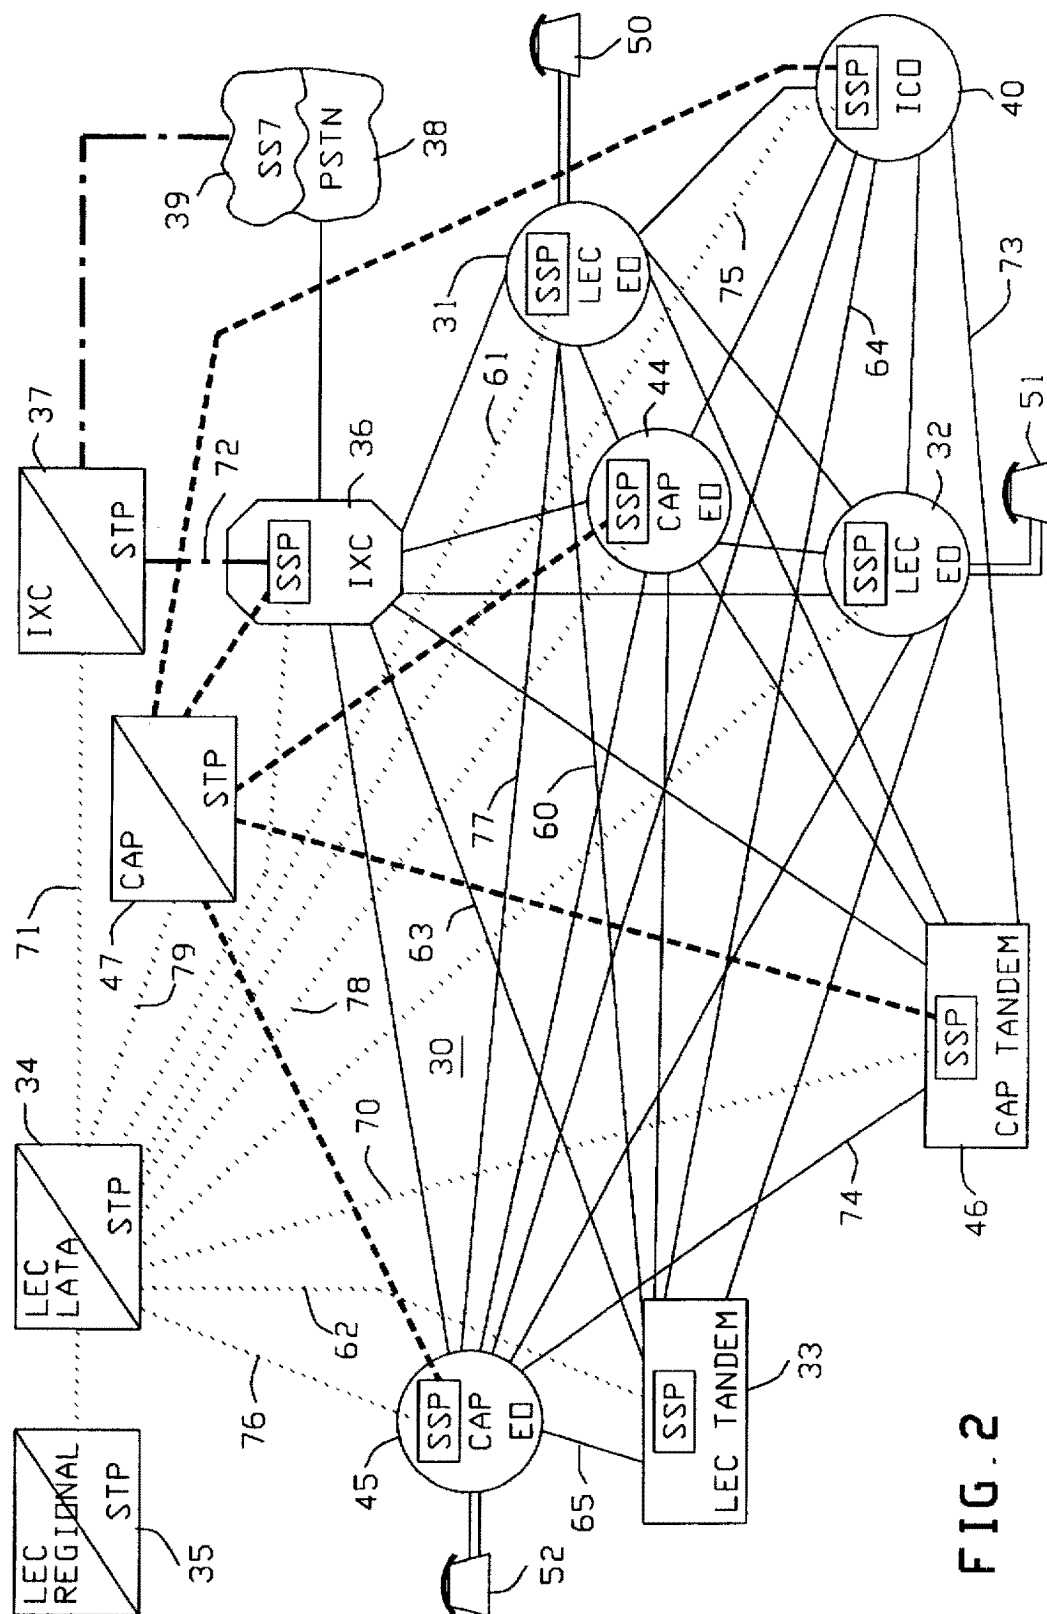 LEC
REGIONAL
STP
35
LEC
LATA
STP
34
71
IXC
STP
37
CAP
STP
47
79
72
39
SS7
PSTN
38
76
62
70
78
63
30
77
60
61
SSP
IXC
36
45
SSP
CAP
EO
52
65
SSP
LEC TANDEM
33
74
SSP
CAP TANDEM
46
31
SSP
LEC
EO
50
44
SSP
CAP
EO
32
SSP
LEC
EO
51
75
64
73
SSP
ICO
40
FIG. 2